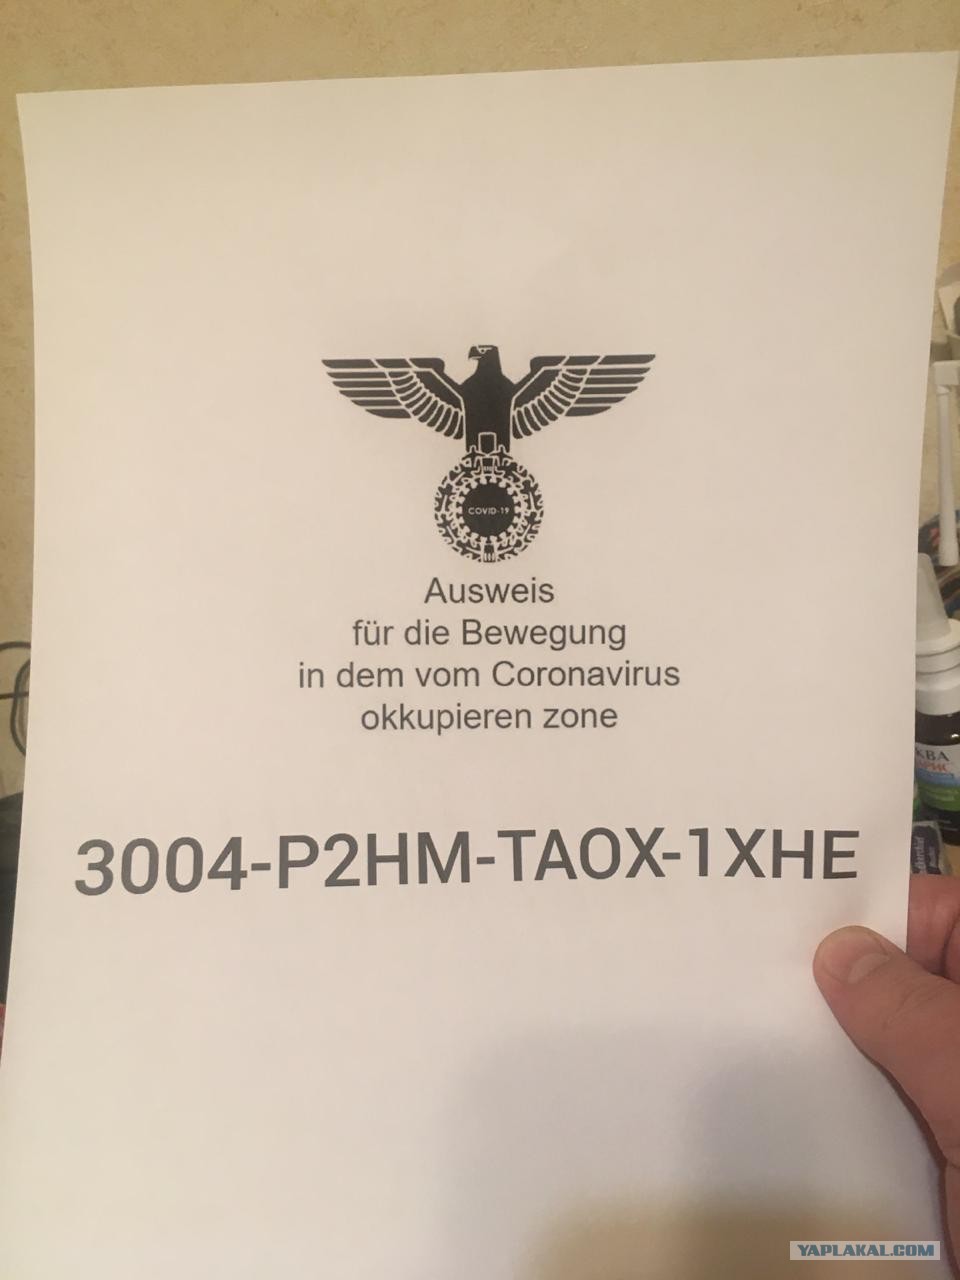 COVID-19
Ausweis
für die Bewegung
in dem vom Coronavirus
okkupieren zone
3004-P2HM-TAOX-1XHE
YAPLAKAL.COM